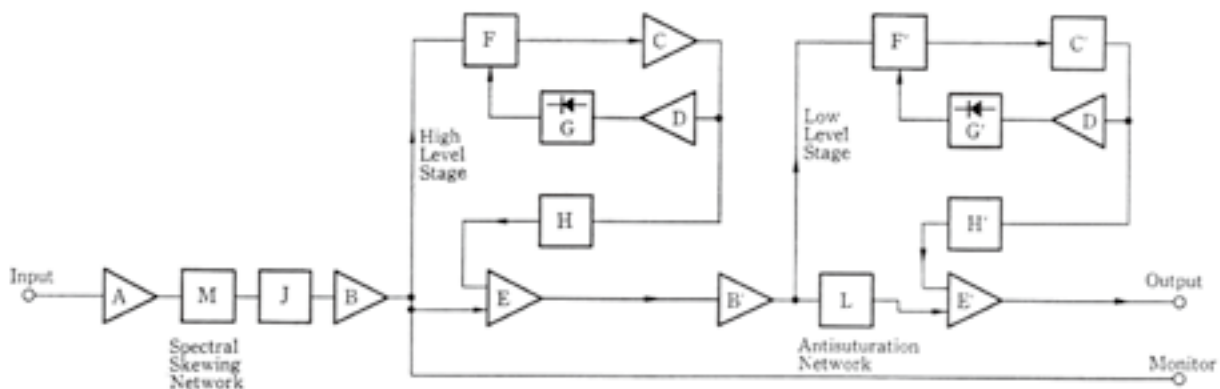 F
C
F'
C'
G
D
G'
D
High
Level
Stage
Low
Level
Stage
H
H'
Input
A
M
J
B
E
B'
L
E'
Output
Spectral
Skewing
Network
Antisuturation
Network
Monitor